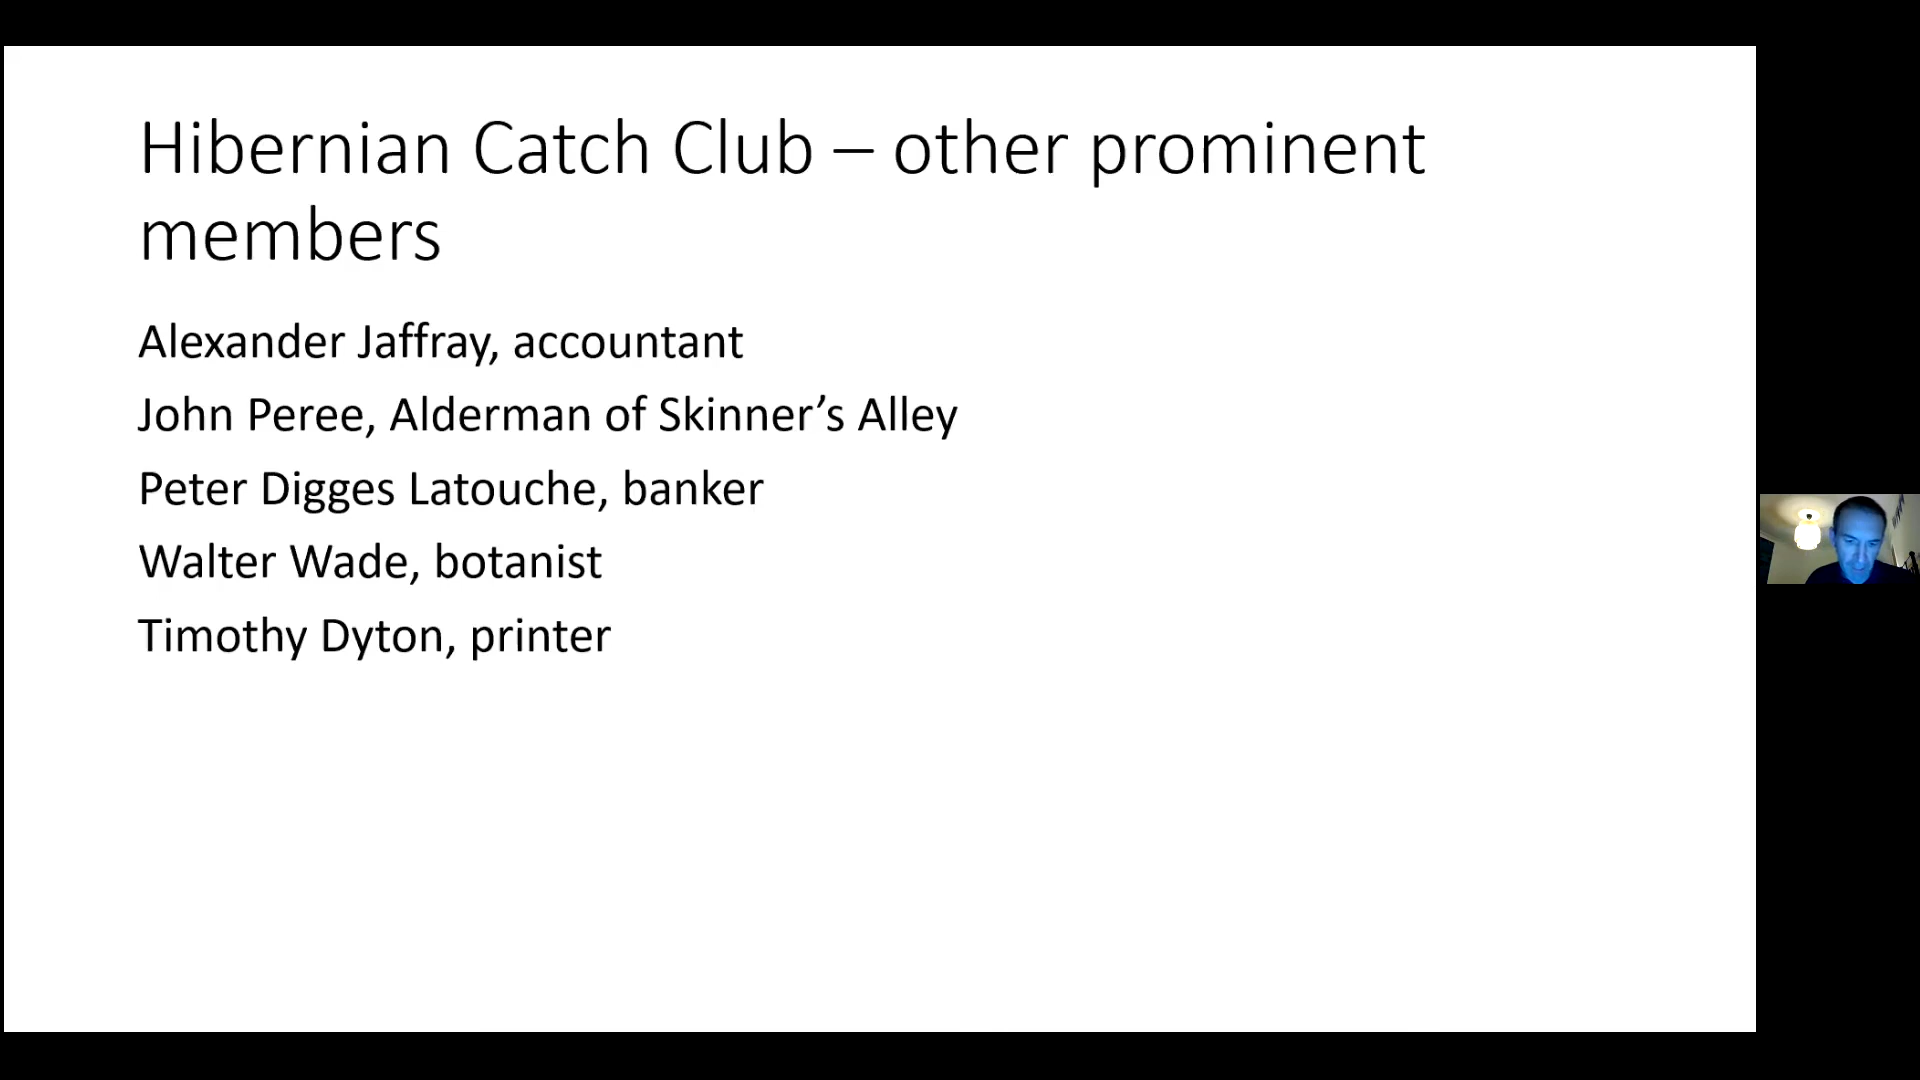 Hibernian Catch Club – other prominent
members
Alexander Jaffray, accountant
John Peree, Alderman of Skinner’s Alley
Peter Digges Latouche, banker
Walter Wade, botanist
Timothy Dyton, printer